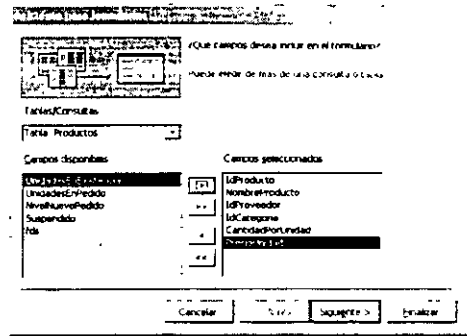 ¿Qué campos desea incluir en el formulario?
Puede elegir de más de una consulta o tabla.
Tablas/Consultas
Tabla: Productos
Campos disponibles
Campos seleccionados
UnidadesEnPedido
NivelNuevoPedido
Suspendido
IdProducto
NombreProducto
IdProveedor
IdCategoría
CantidadPorUnidad
>>
<
<<
Cancelar
Siguiente >
Finalizar